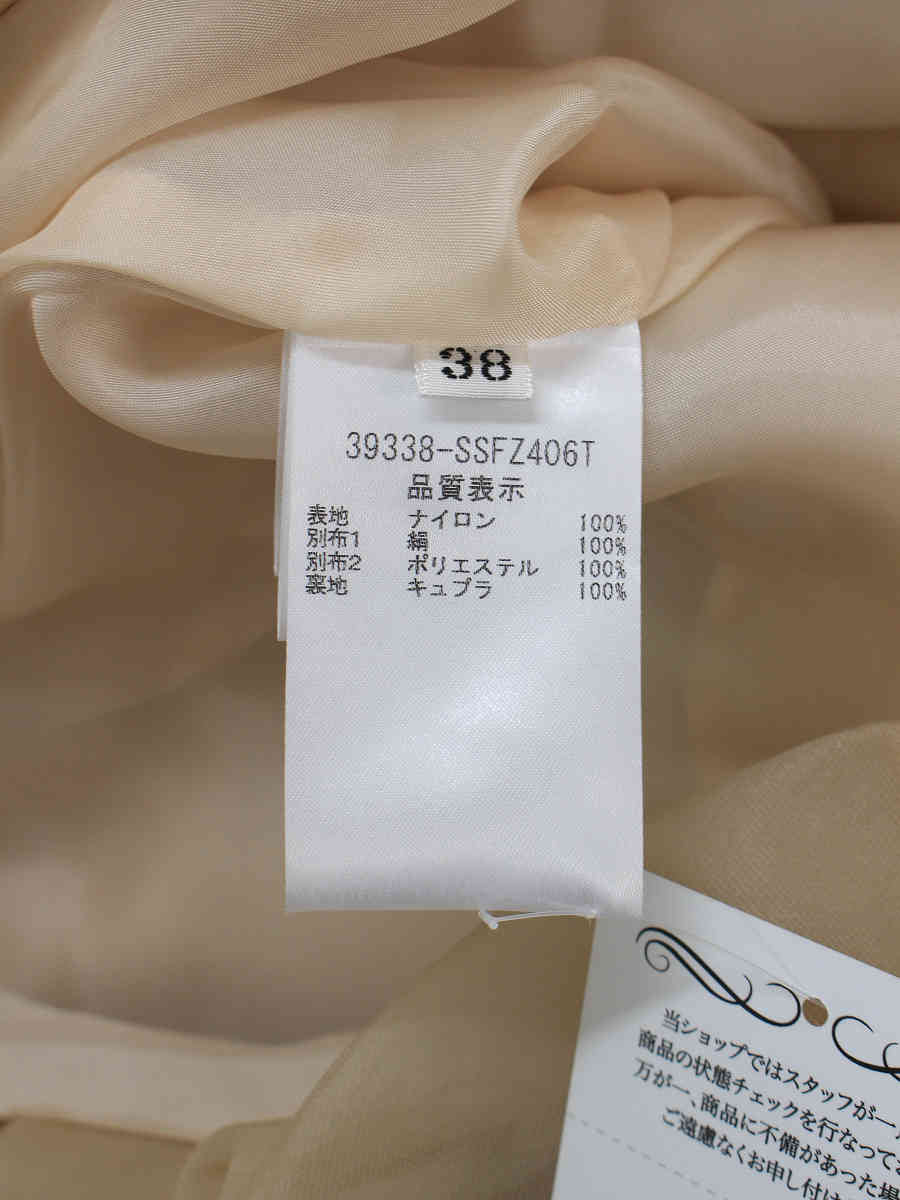 38
39338-SSFZ406T
品質表示
表地 ナイロン 100%
別布1 絹 100%
別布2 ポリエステル 100%
裏地 キュプラ 100%
当ショップではスタッフが一
商品の状態チェックを行なってお
万が一、商品に不備があった場
ご遠慮なくお申し付け